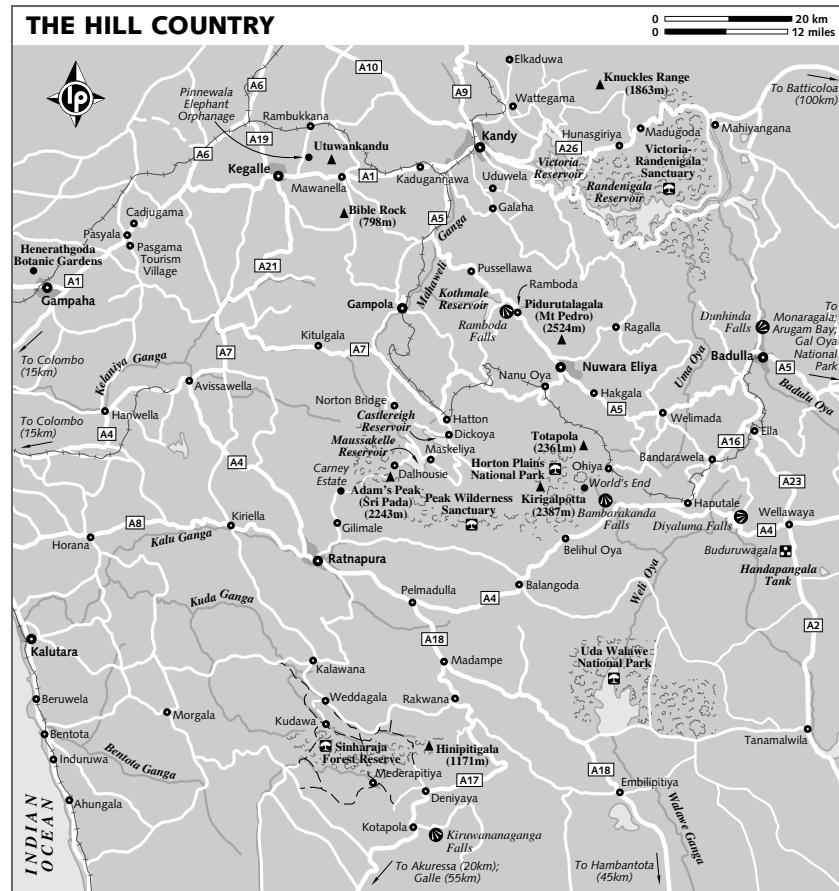 THE HILL COUNTRY
0 20 km
0 12 miles
lp
A10
A6
Elkaduwa
Knuckles Range
(1863m)
To Batticoloa
(100km)
Pinnewala
Elephant
Orphanage
A9
Wattegama
Rambukkana
Hunasgiriya
Madugoda
Mahiyangana
A19
Utuwankandu
Kandy
A26
A6
Victoria
Reservoir
Victoria-
Randenigala
Sanctuary
Kegalle
Mawanella
A1
Kadugannawa
Uduwela
Randenigala
Reservoir
Galaha
Cadjugama
Bible Rock
(798m)
A5
Pasyala
Henerathgoda
Botanic Gardens
Pasgama
Tourism
Village
Mahaweli Ganga
A21
A1
Gampaha
Pussellawa
Ramboda
Kothmale
Reservoir
Gampola
Ramboda
Falls
Pidurutalagala
(Mt Pedro)
(2524m)
Ragalla
Dunhinda
Falls
To
Monaragala;
Arugam Bay;
Gal Oya
National
Park
To Colombo
(15km)
Kelaniya Ganga
A7
Kitulgala
A7
Nuwara Eliya
Uma Oya
Badulla
A5
Badulu Oya
Avissawella
Nanu Oya
Hakgala
Hanwella
Norton Bridge
A5
Welimada
To Colombo
(15km)
A4
Castlereigh
Reservoir
Hatton
Dickoya
Ella
Maussakelle
Reservoir
Maskeliya
Totapola
(2361m)
A16
A4
Carney
Estate
Dalhousie
Horton Plains
National Park
Ohiya
Bandarawela
World's End
A23
Adam's Peak
(Sri Pada)
(2243m)
Peak Wilderness
Sanctuary
Kirigalpotta
(2387m)
Bambarakanda
Falls
Haputale
Wellawaya
A8
Kiriella
Gilimale
Diyaluma Falls
A4
Horana
Kalu Ganga
Belihul Oya
Buduruwagala
Ratnapura
Handapangala
Tank
Weli Oya
Kuda Ganga
Pelmadulla
A4
Balangoda
A18
A2
Kalutara
Kalawana
Madampe
Uda Walawe
National Park
Beruwela
Weddagala
Rakwana
Morgala
Kudawa
Bentota
Tanamalwila
Induruwa
Bentota Ganga
Sinharaja
Forest Reserve
Hinipitigala
(1171m)
Mederapitiya
A17
A18
Embilipitiya
Ahungala
Deniyaya
INDIAN
OCEAN
Kotapola
Kiruwananaganga
Falls
Walawe Ganga
To Akuressa (20km);
Galle (55km)
To Hambantota
(45km)